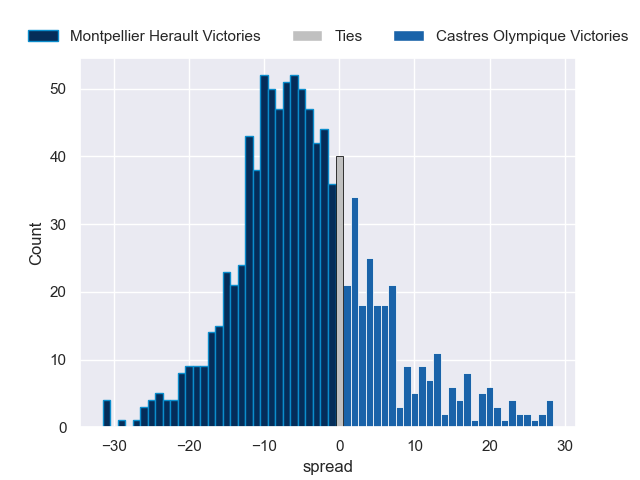 Montpellier Herault Victories Ties Castres Olympique Victories
50
40
30
20
10
0
Count
−30 −20 −10 0 10 20 30
spread